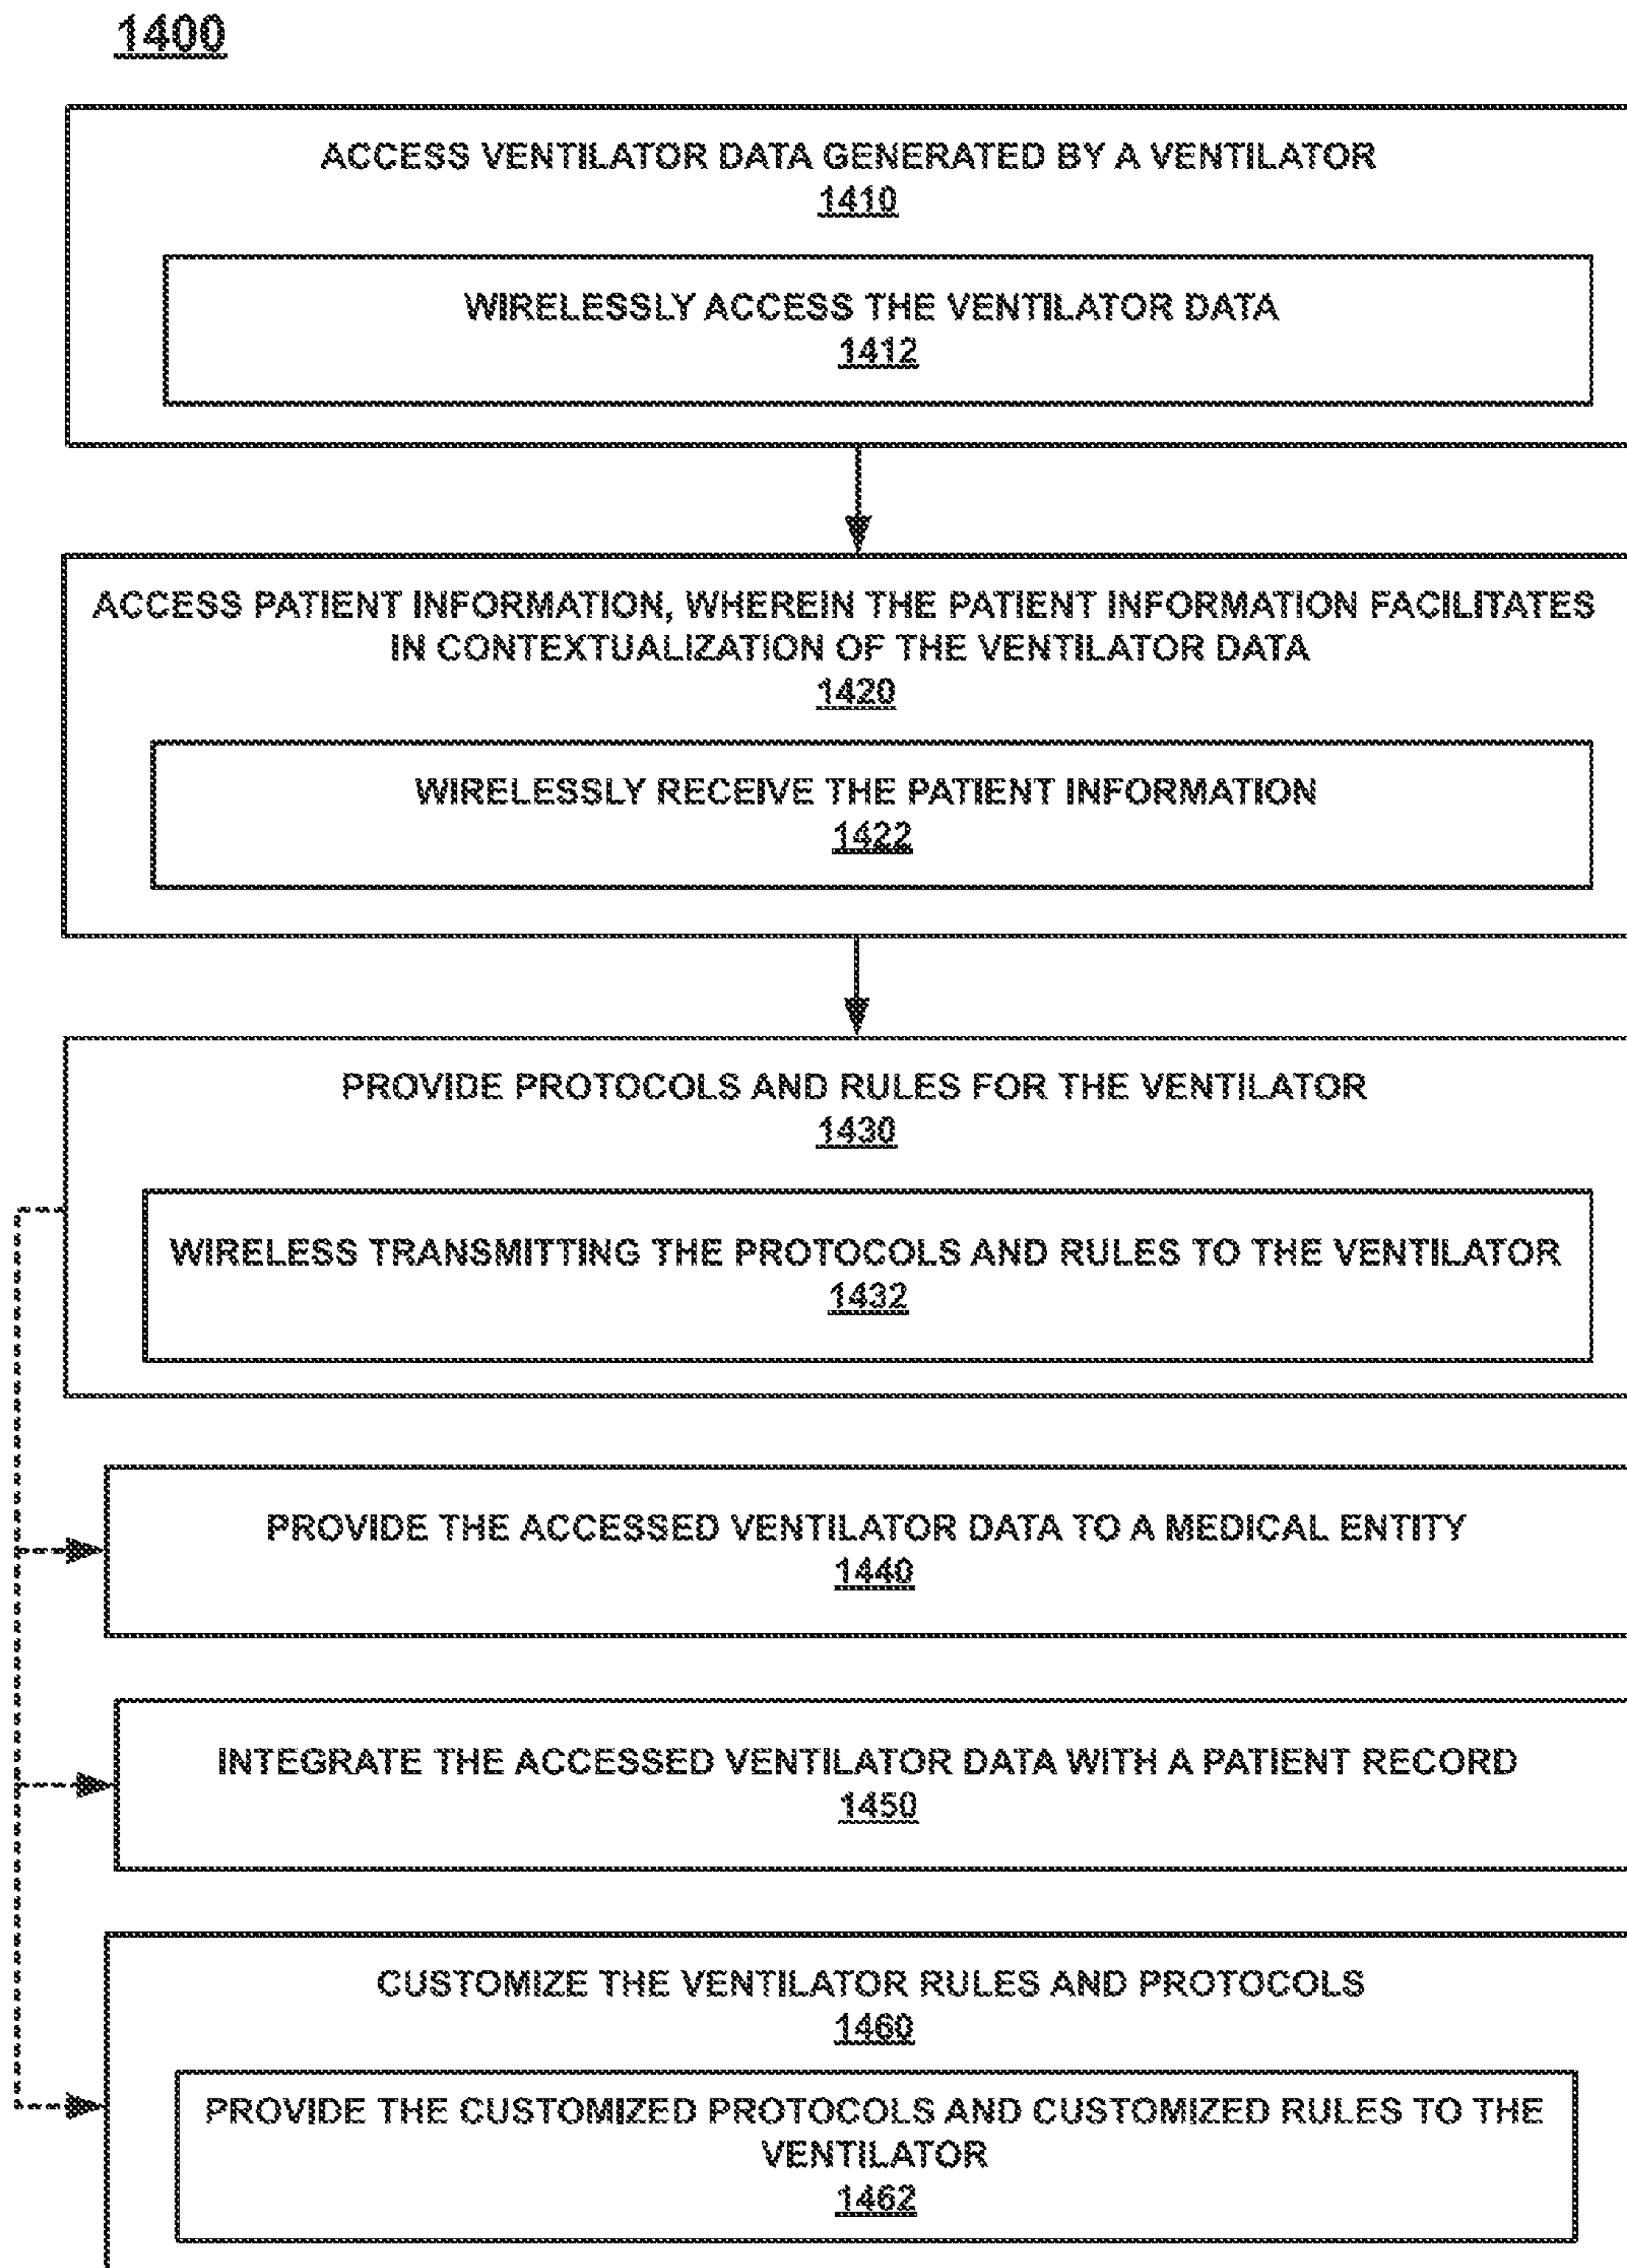 1400
ACCESS VENTILATOR DATA GENERATED BY A VENTILATOR
1410
WIRELESSLY ACCESS THE VENTILATOR DATA
1412
ACCESS PATIENT INFORMATION, WHEREIN THE PATIENT INFORMATION FACILITATES
IN CONTEXTUALIZATION OF THE VENTILATOR DATA
1420
WIRELESSLY RECEIVE THE PATIENT INFORMATION
1422
PROVIDE PROTOCOLS AND RULES FOR THE VENTILATOR
1430
WIRELESS TRANSMITTING THE PROTOCOLS AND RULES TO THE VENTILATOR
1432
PROVIDE THE ACCESSED VENTILATOR DATA TO A MEDICAL ENTITY
1440
INTEGRATE THE ACCESSED VENTILATOR DATA WITH A PATIENT RECORD
1450
CUSTOMIZE THE VENTILATOR RULES AND PROTOCOLS
1460
PROVIDE THE CUSTOMIZED PROTOCOLS AND CUSTOMIZED RULES TO THE
VENTILATOR
1462